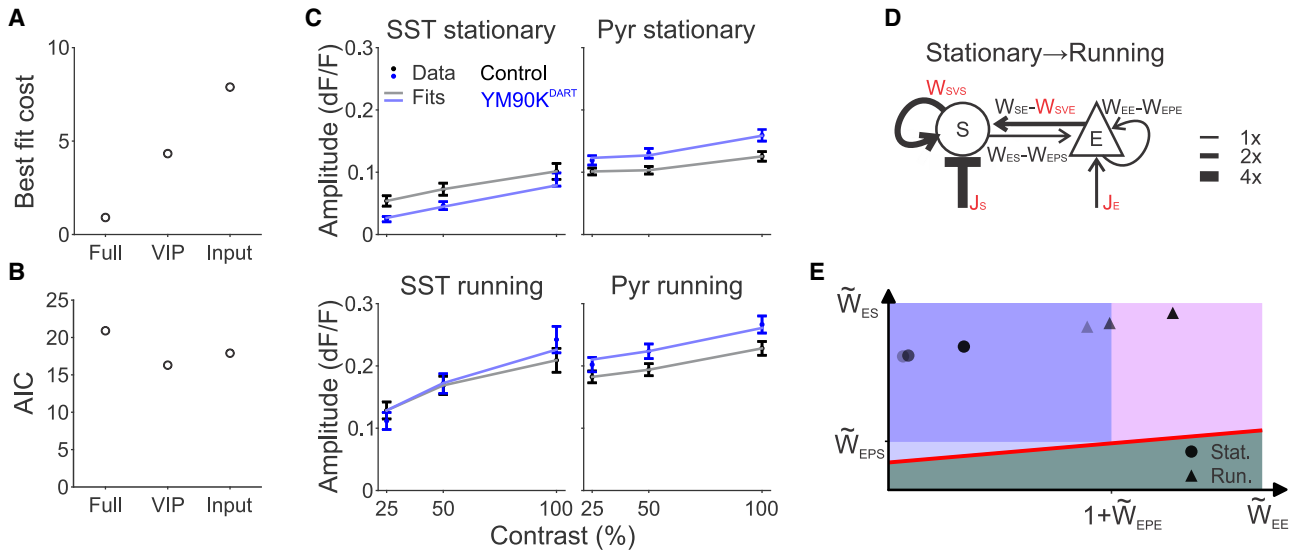 A
Best fit cost
10
5
0
Full VIP Input
B
AIC
25
20
15
10
5
0
Full VIP Input
C
SST stationary
Pyr stationary
Data Control
Fits YM90K^DART
Amplitude (dF/F)
0.3
0.2
0.1
0
SST running
Pyr running
Amplitude (dF/F)
0.3
0.2
0.1
0
25 50 100
25 50 100
Contrast (%)
D
Stationary→Running
W_SVS
W_SE-W_SVE
W_EE-W_EPE
S
E
W_ES-W_EPS
J_S
J_E
1x
2x
4x
E
W̃_ES
W̃_EPS
Stat.
Run.
1+W̃_EPE
W̃_EE